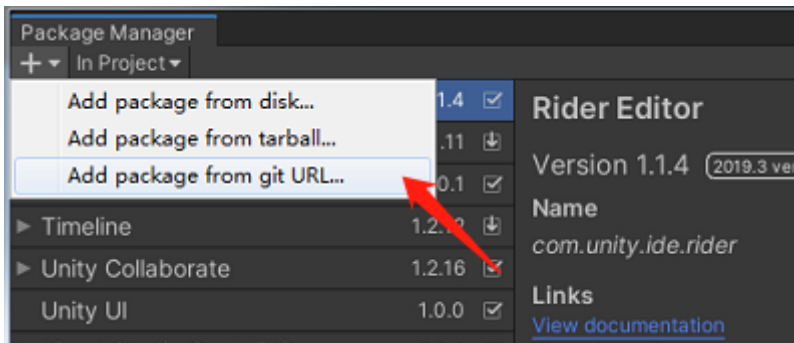 Package Manager
+ ▾ In Project ▾
Add package from disk...
Add package from tarball...
Add package from git URL...
1.4
.11
0.1
Timeline
Unity Collaborate 1.2.16
Unity UI 1.0.0
Rider Editor
Version 1.1.4 2019.3
Name
com.unity.ide.rider
Links
View documentation